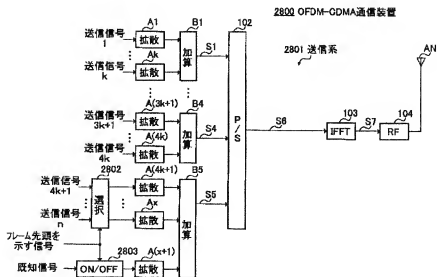 2800 OFDM-CDMA通信装置
2801 送信系
AN
A1
B1
102
送信信号
1
拡散
加算
S1
Ak
送信信号
k
拡散
A(3k+1)
B4
送信信号
3k+1
拡散
加算
S4
A(4k)
送信信号
4k
拡散
P/S
S6
103
IFFT
S7
104
RF
2802
A(4k+1)
B5
送信信号
4k+1
選択
拡散
加算
S5
Ax
送信信号
n
拡散
フレーム先頭を
示す信号
2803
A(x+1)
既知信号
ON/OFF
拡散